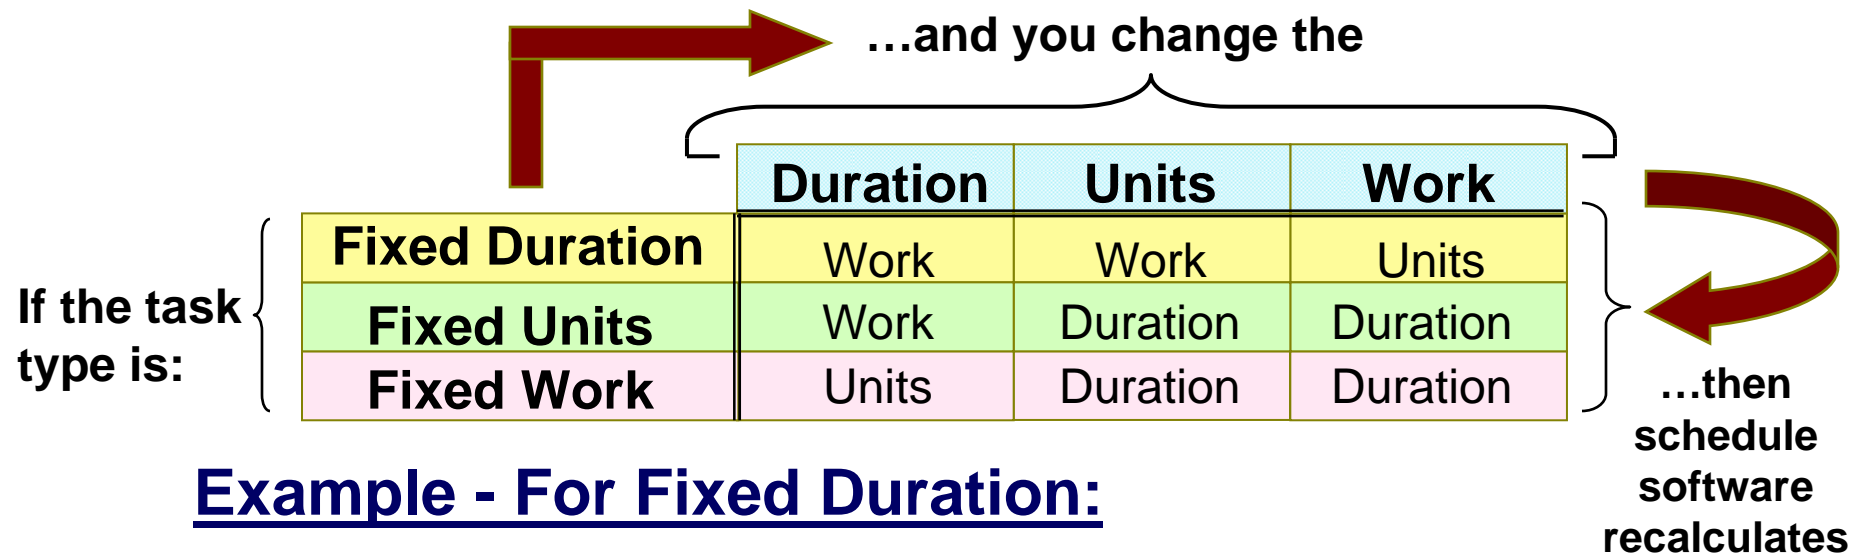 …and you change the
Duration Units Work
Fixed Duration Work Work Units
Fixed Units Work Duration Duration
Fixed Work Units Duration Duration
If the task
type is:
…then
schedule
software
recalculates
Example - For Fixed Duration: